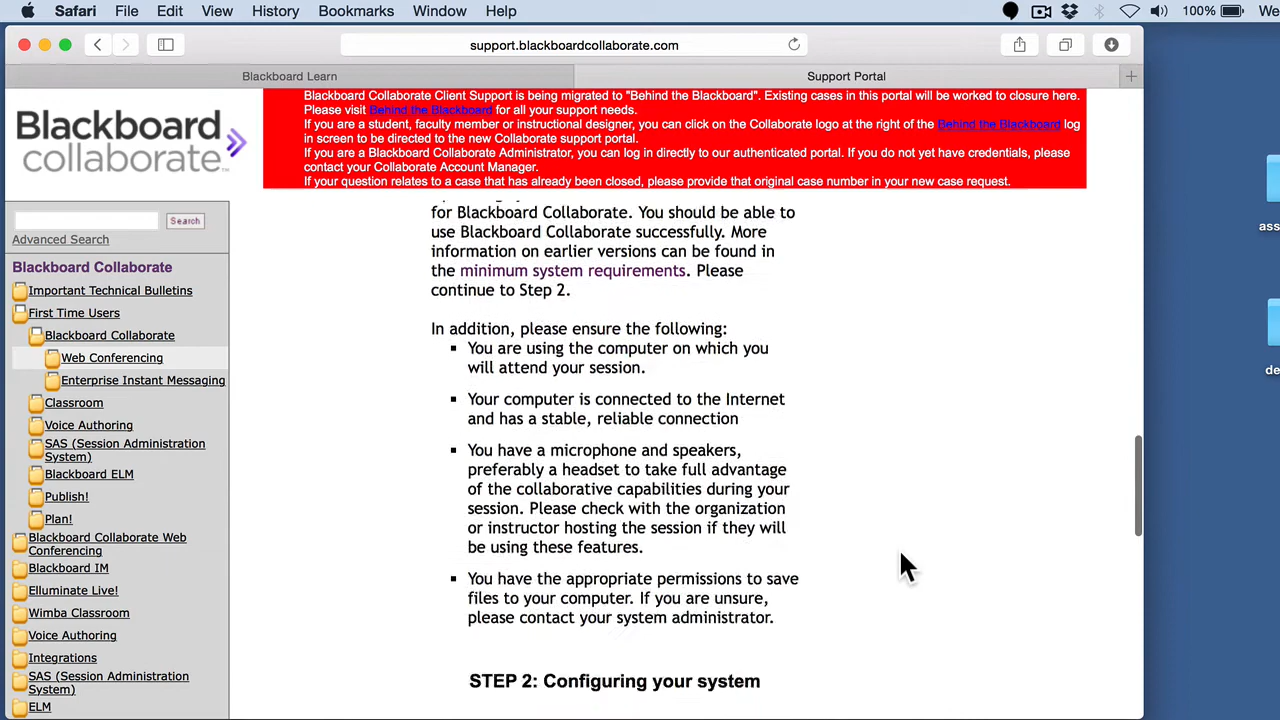 Safari File Edit View History Bookmarks Window Help 100% We
support.blackboardcollaborate.com
Blackboard Learn Support Portal
Blackboard
collaborate™
Blackboard Collaborate Client Support is being migrated to "Behind the Blackboard". Existing cases in this portal will be worked to closure here.
Please visit Behind the Blackboard for all your support needs.
If you are a student, faculty member or instructional designer, you can click on the Collaborate logo at the right of the Behind the Blackboard log
in screen to be directed to the new Collaborate support portal.
If you are a Blackboard Collaborate Administrator, you can log in directly to our authenticated portal. If you do not yet have credentials, please
contact your Collaborate Account Manager.
If your question relates to a case that has already been closed, please provide that original case number in your new case request.
Search
Advanced Search
Blackboard Collaborate
Important Technical Bulletins
First Time Users
Blackboard Collaborate
Web Conferencing
Enterprise Instant Messaging
Classroom
Voice Authoring
SAS (Session Administration
System)
Blackboard ELM
Publish!
Plan!
Blackboard Collaborate Web
Conferencing
Blackboard IM
Elluminate Live!
Wimba Classroom
Voice Authoring
Integrations
SAS (Session Administration
System)
ELM
for Blackboard Collaborate. You should be able to
use Blackboard Collaborate successfully. More
information on earlier versions can be found in
the minimum system requirements. Please
continue to Step 2.
In addition, please ensure the following:
▪ You are using the computer on which you
will attend your session.
▪ Your computer is connected to the Internet
and has a stable, reliable connection
▪ You have a microphone and speakers,
preferably a headset to take full advantage
of the collaborative capabilities during your
session. Please check with the organization
or instructor hosting the session if they will
be using these features.
▪ You have the appropriate permissions to save
files to your computer. If you are unsure,
please contact your system administrator.
STEP 2: Configuring your system
ass
de